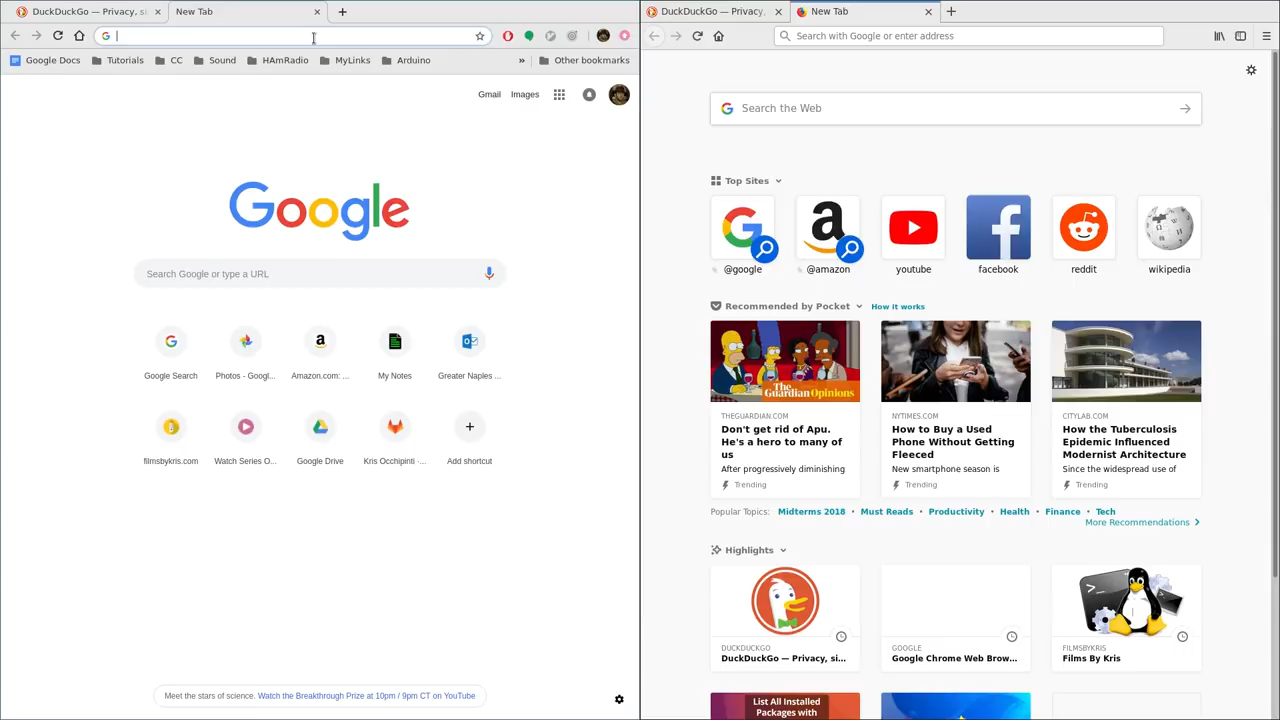 DuckDuckGo — Privacy, si
New Tab
Google Docs
Tutorials
CC
Sound
HAmRadio
MyLinks
Arduino
»
Other bookmarks
Gmail
Images
Google
Search Google or type a URL
Google Search
Photos - Googl...
Amazon.com: ...
My Notes
Greater Naples ...
filmsbykris.com
Watch Series O...
Google Drive
Kris Occhipinti -...
Add shortcut
Meet the stars of science. Watch the Breakthrough Prize at 10pm / 9pm CT on YouTube
DuckDuckGo — Privacy,
New Tab
Search with Google or enter address
Search the Web
Top Sites
@google
@amazon
youtube
facebook
reddit
wikipedia
Recommended by Pocket
How it works
The
Guardian Opinions
THEGUARDIAN.COM
Don't get rid of Apu.
He's a hero to many of
us
After progressively diminishing
Trending
NYTIMES.COM
How to Buy a Used
Phone Without Getting
Fleeced
New smartphone season is
Trending
CITYLAB.COM
How the Tuberculosis
Epidemic Influenced
Modernist Architecture
Since the widespread use of
Trending
Popular Topics: Midterms 2018 • Must Reads • Productivity • Health • Finance • Tech
More Recommendations
Highlights
DUCKDUCKGO
DuckDuckGo — Privacy, si...
GOOGLE
Google Chrome Web Brow...
FILMSBYKRIS
Films By Kris
List All Installed
Packages with